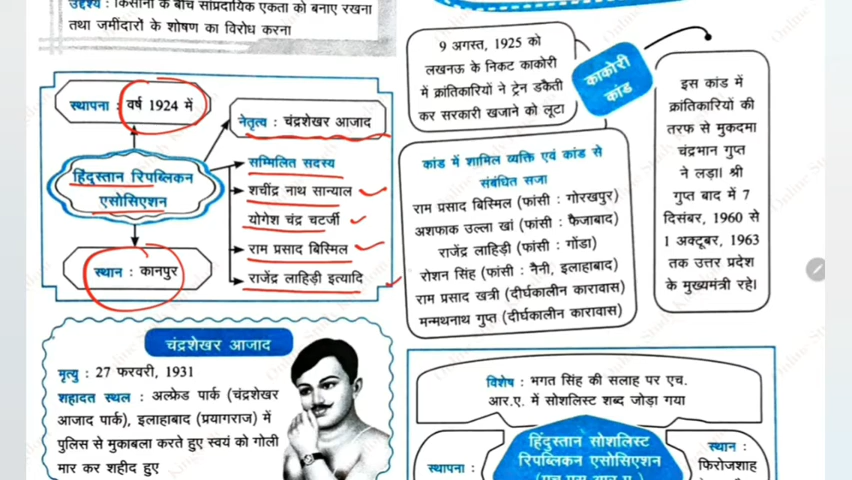 उद्देश्य : किसानों के बीच सांप्रदायिक एकता को बनाए रखना
तथा जमींदारों के शोषण का विरोध करना
स्थापना : वर्ष 1924 में
नेतृत्व : चंद्रशेखर आजाद
हिंदुस्तान रिपब्लिकन
एसोसिएशन
सम्मिलित सदस्य
शचींद्र नाथ सान्याल
योगेश चंद्र चटर्जी
राम प्रसाद बिस्मिल
राजेंद्र लाहिड़ी इत्यादि
स्थान : कानपुर
9 अगस्त, 1925 को
लखनऊ के निकट काकोरी
में क्रांतिकारियों ने ट्रेन डकैती
कर सरकारी खजाने को लूटा
काकोरी
कांड
इस कांड में
क्रांतिकारियों की
तरफ से मुकदमा
चंद्रभान गुप्त
ने लड़ा। श्री
गुप्त बाद में 7
दिसंबर, 1960 से
1 अक्टूबर, 1963
तक उत्तर प्रदेश
के मुख्यमंत्री रहे।
कांड में शामिल व्यक्ति एवं कांड से
संबंधित सजा
राम प्रसाद बिस्मिल (फांसी : गोरखपुर)
अशफाक उल्ला खां (फांसी : फैजाबाद)
राजेंद्र लाहिड़ी (फांसी : गोंडा)
रोशन सिंह (फांसी : नैनी, इलाहाबाद)
राम प्रसाद खत्री (दीर्घकालीन कारावास)
मन्मथनाथ गुप्त (दीर्घकालीन कारावास)
चंद्रशेखर आजाद
मृत्यु : 27 फरवरी, 1931
शहादत स्थल : अल्फ्रेड पार्क (चंद्रशेखर
आजाद पार्क), इलाहाबाद (प्रयागराज) में
पुलिस से मुकाबला करते हुए स्वयं को गोली
मार कर शहीद हुए
विशेष : भगत सिंह की सलाह पर एच.
आर.ए. में सोशलिस्ट शब्द जोड़ा गया
हिंदुस्तान सोशलिस्ट
रिपब्लिकन एसोसिएशन
स्थापना :
स्थान :
फिरोजशाह